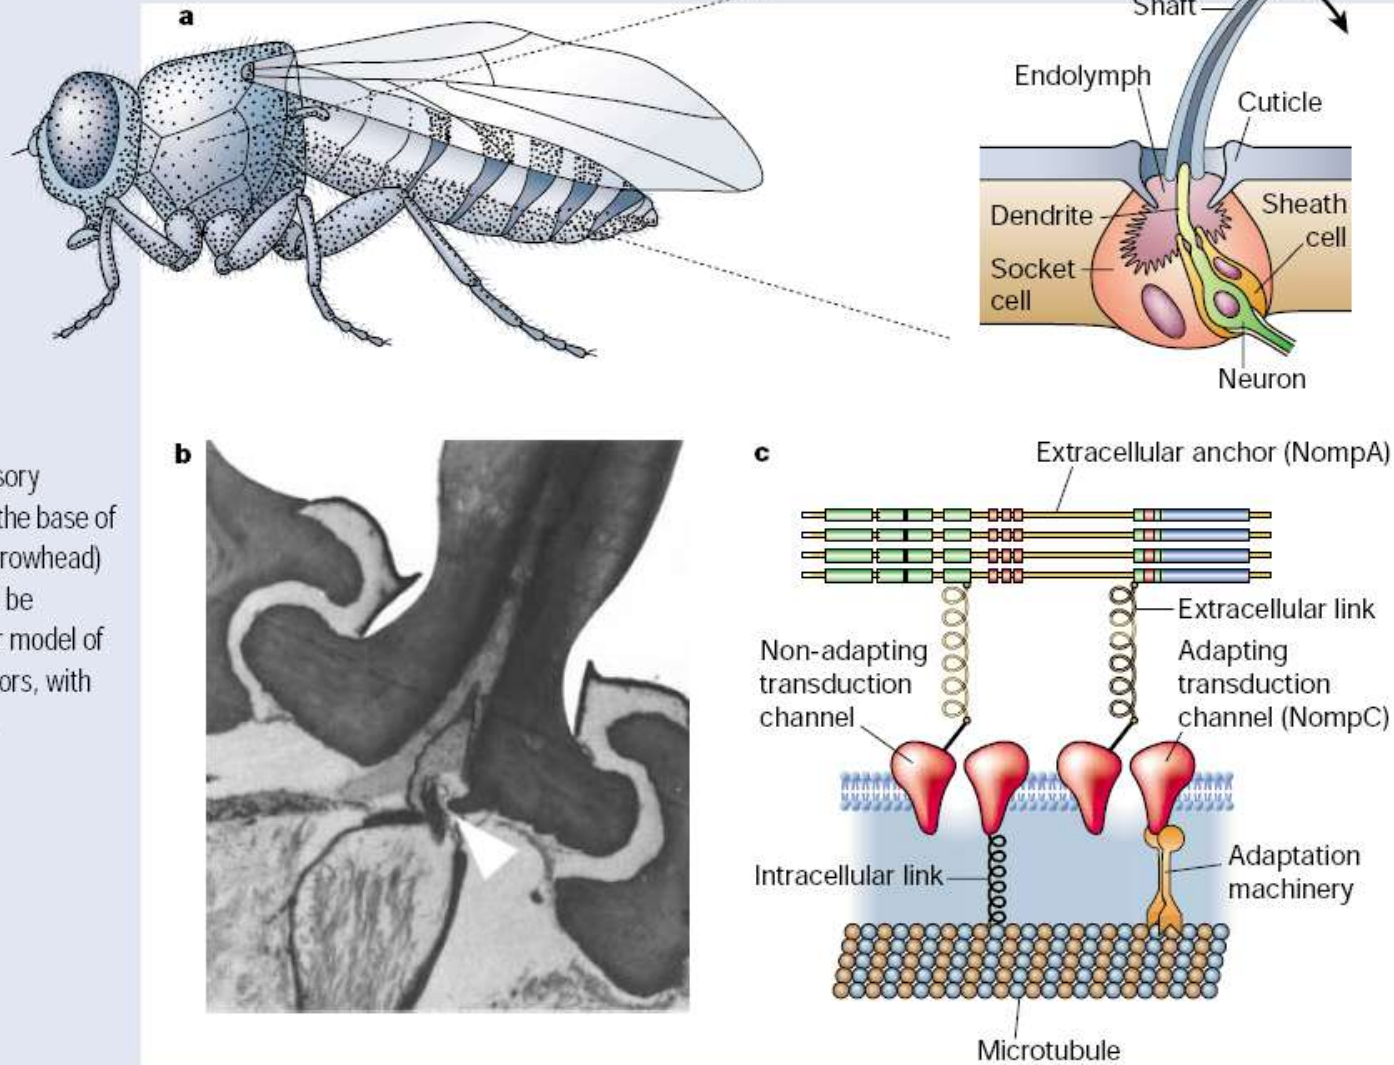 a
Shaft
Endolymph
Cuticle
Dendrite
Sheath
cell
Socket
cell
Neuron
sory
the base of
rowhead)
be
model of
ors, with
b
c
Extracellular anchor (NompA)
Extracellular link
Non-adapting
transduction
channel
Adapting
transduction
channel (NompC)
Intracellular link
Adaptation
machinery
Microtubule